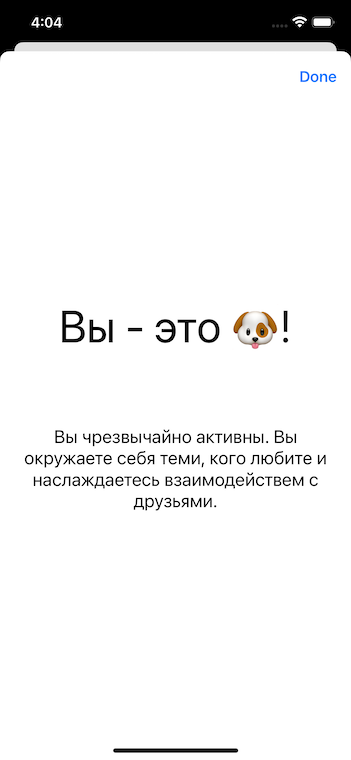 4:04
Done
Вы - это 🐶!
Вы чрезвычайно активны. Вы
окружаете себя теми, кого любите и
наслаждаетесь взаимодействем с
друзьями.